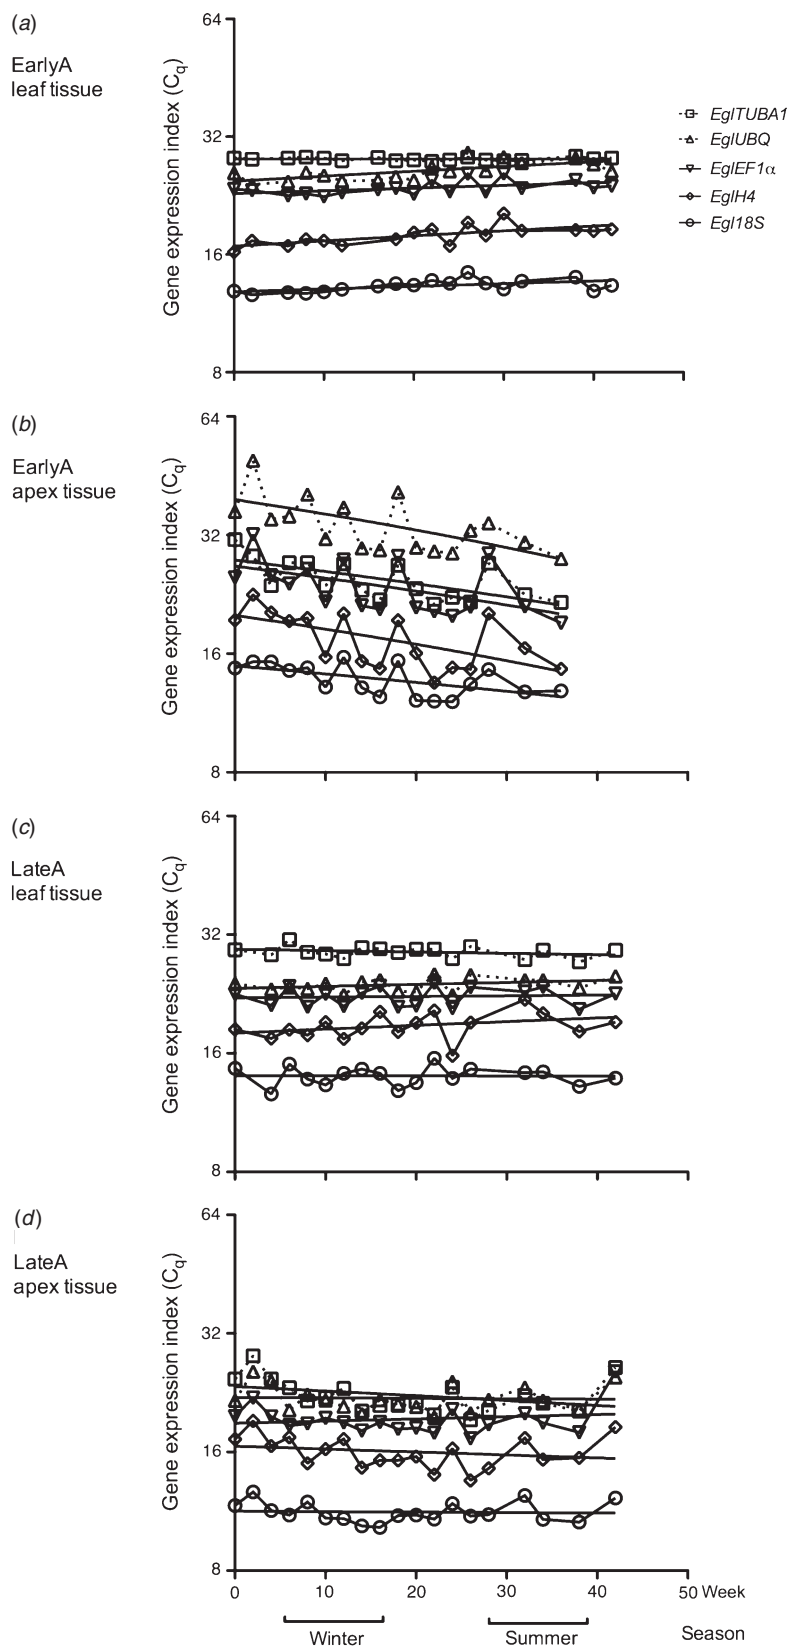 (a)
EarlyA
leaf tissue
Gene expression index (Cq)
64
32
16
8
EglTUBA1
EglUBQ
EglEF1α
EglH4
Egl18S
(b)
EarlyA
apex tissue
Gene expression index (Cq)
64
32
16
8
(c)
LateA
leaf tissue
Gene expression index (Cq)
64
32
16
8
(d)
LateA
apex tissue
Gene expression index (Cq)
64
32
16
8
0 10 20 30 40 50 Week
Winter Summer Season